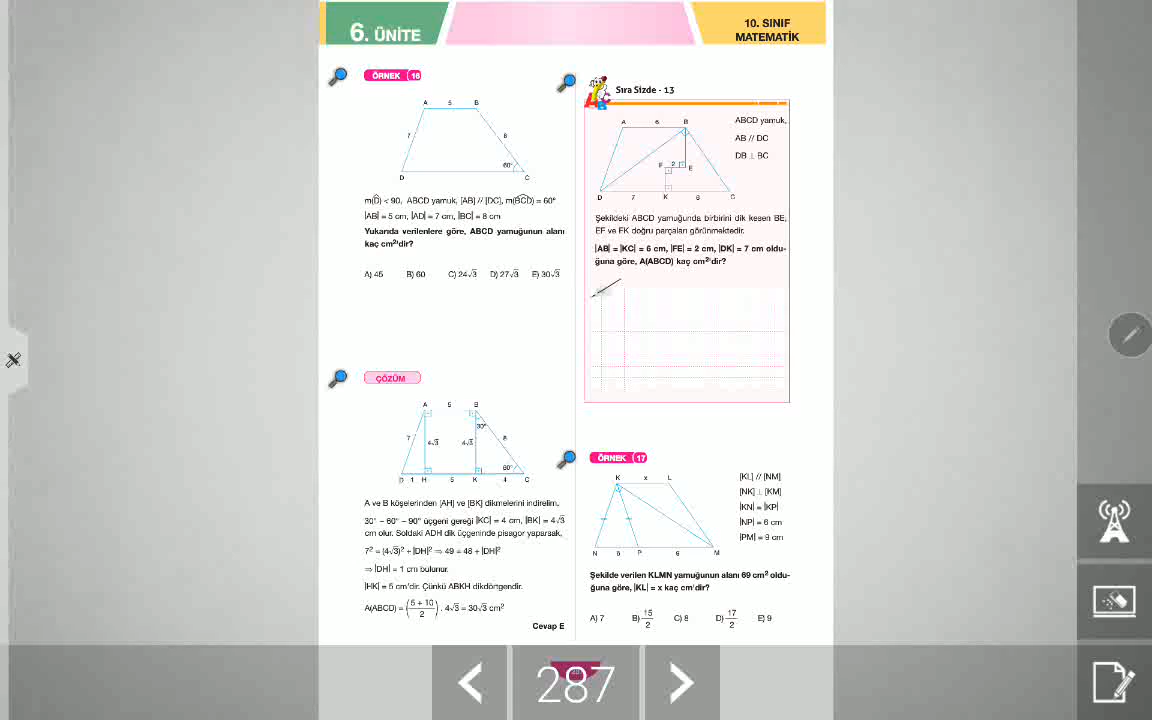 6. ÜNİTE
10. SINIF
MATEMATİK
ÖRNEK 16
A 5 B
7 8
60°
D C
m(D) < 90, ABCD yamuk, [AB] // [DC], m(BCD) = 60°
|AB| = 5 cm, |AD| = 7 cm, |BC| = 8 cm
Yukarıda verilenlere göre, ABCD yamuğunun alanı
kaç cm²'dir?
A) 45 B) 60 C) 24√3 D) 27√3 E) 30√3
ÇÖZÜM
A 5 B
30°
7 4√3 4√3 8
60°
D 1 H 5 K 4 C
A ve B köşelerinden [AH] ve [BK] dikmelerini indirelim.
30° – 60° – 90° üçgeni gereği |KC| = 4 cm, |BK| = 4√3
cm olur. Soldaki ADH dik üçgeninde pisagor yaparsak,
7² = (4√3)² + |DH|² ⇒ 49 = 48 + |DH|²
⇒ |DH| = 1 cm bulunur.
|HK| = 5 cm'dir. Çünkü ABKH dikdörtgendir.
A(ABCD) = (5 + 10 / 2) . 4√3 = 30√3 cm²
Cevap E
Sıra Sizde - 13
A 6 B
F 2 E
D 7 K 6 C
ABCD yamuk,
AB // DC
DB ⊥ BC
Şekildeki ABCD yamuğunda birbirini dik kesen BE,
EF ve FK doğru parçaları görünmektedir.
|AB| = |KC| = 6 cm, |FE| = 2 cm, |DK| = 7 cm oldu-
ğuna göre, A(ABCD) kaç cm²'dir?
ÖRNEK 17
K x L
N 6 P 6 M
[KL] // [NM]
[NK] ⊥ [KM]
|KN| = |KP|
|NP| = 6 cm
|PM| = 9 cm
Şekilde verilen KLMN yamuğunun alanı 69 cm² oldu-
ğuna göre, |KL| = x kaç cm'dir?
A) 7 B) 15/2 C) 8 D) 17/2 E) 9
287